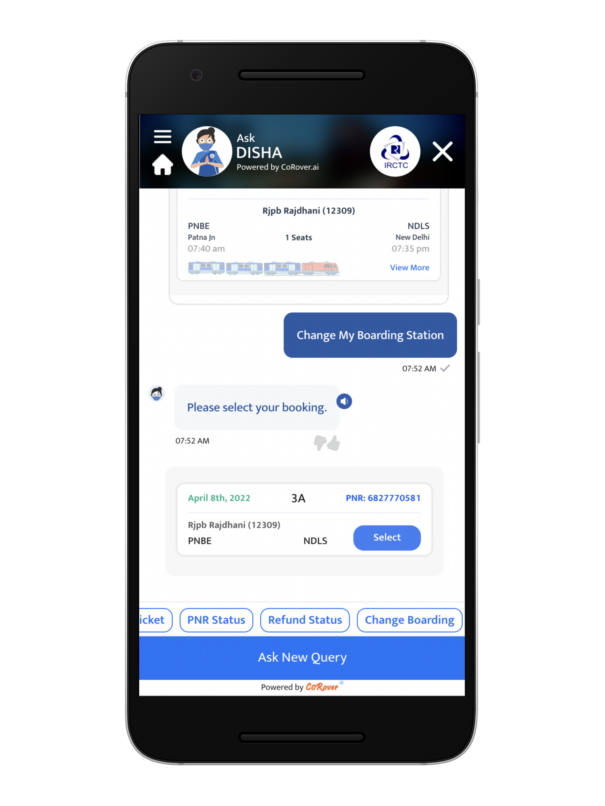 Ask
DISHA
Powered by CoRover.ai
IRCTC
Rjpb Rajdhani (12309)
PNBE
NDLS
Patna Jn
1 Seats
New Delhi
07:40 am
07:35 pm
View More
Change My Boarding Station
07:52 AM
Please select your booking.
07:52 AM
April 8th, 2022
3A
PNR: 6827770581
Rjpb Rajdhani (12309)
PNBE
NDLS
Select
icket
PNR Status
Refund Status
Change Boarding
Ask New Query
Powered by CoRover